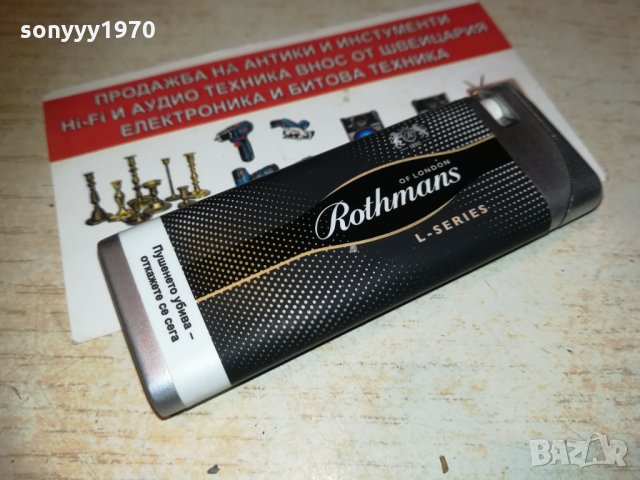 sonyyy1970
ПРОДАЖБА НА АНТИКИ И ИНСТУМЕНТИ
Hi-Fi И АУДИО ТЕХНИКА ВНОС ОТ ШВЕЙЦАРИЯ
ЕЛЕКТРОНИКА И БИТОВА ТЕХНИКА
OF LONDON
Rothmans
L-SERIES
Пушенето убива –
откажете се сега
BAZAR